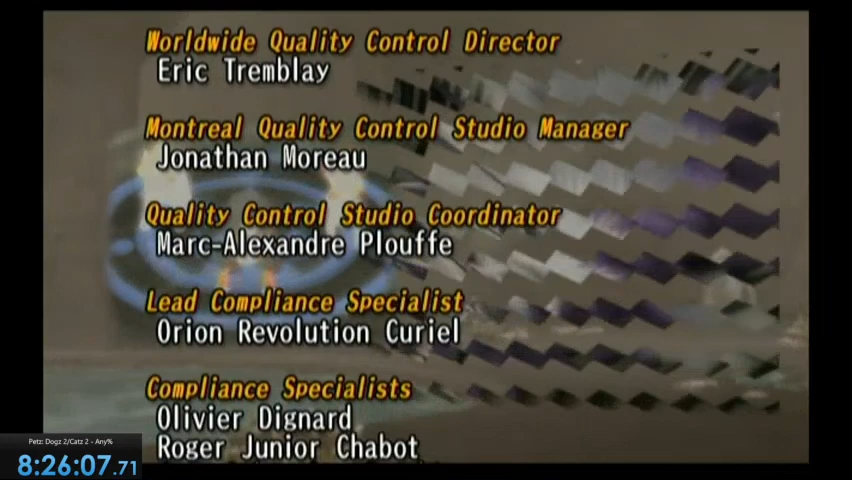 Worldwide Quality Control Director
Eric Tremblay
Montreal Quality Control Studio Manager
Jonathan Moreau
Quality Control Studio Coordinator
Marc-Alexandre Plouffe
Lead Compliance Specialist
Orion Revolution Curiel
Compliance Specialists
Olivier Dignard
Roger Junior Chabot
Petz: Dogz 2/Catz 2 - Any%
8:26:07.71